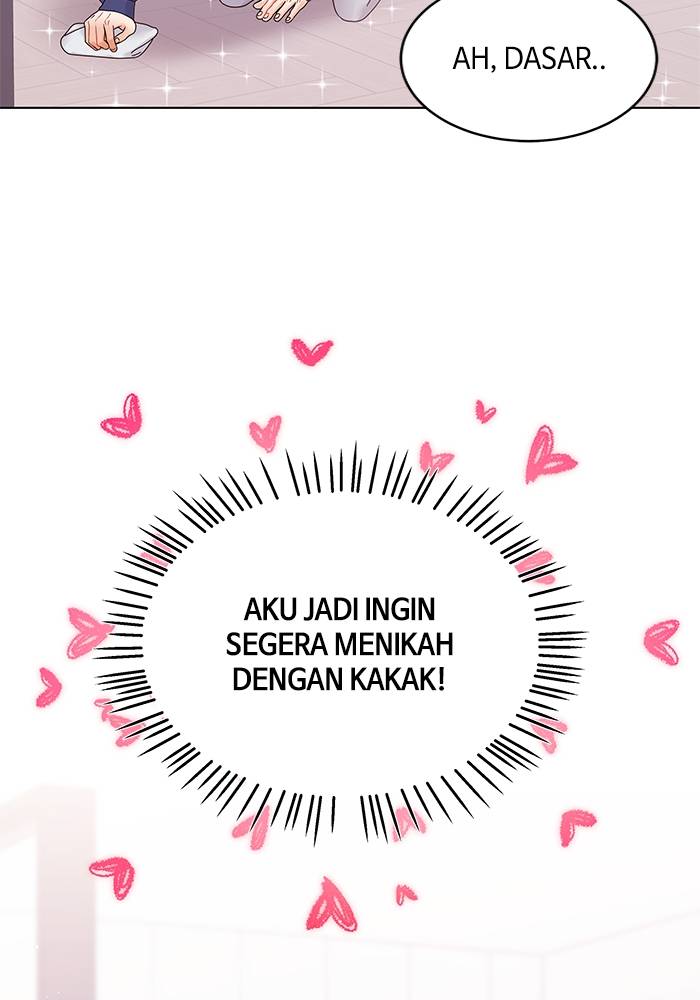 AH, DASAR..
AKU JADI INGIN
SEGERA MENIKAH
DENGAN KAKAK!